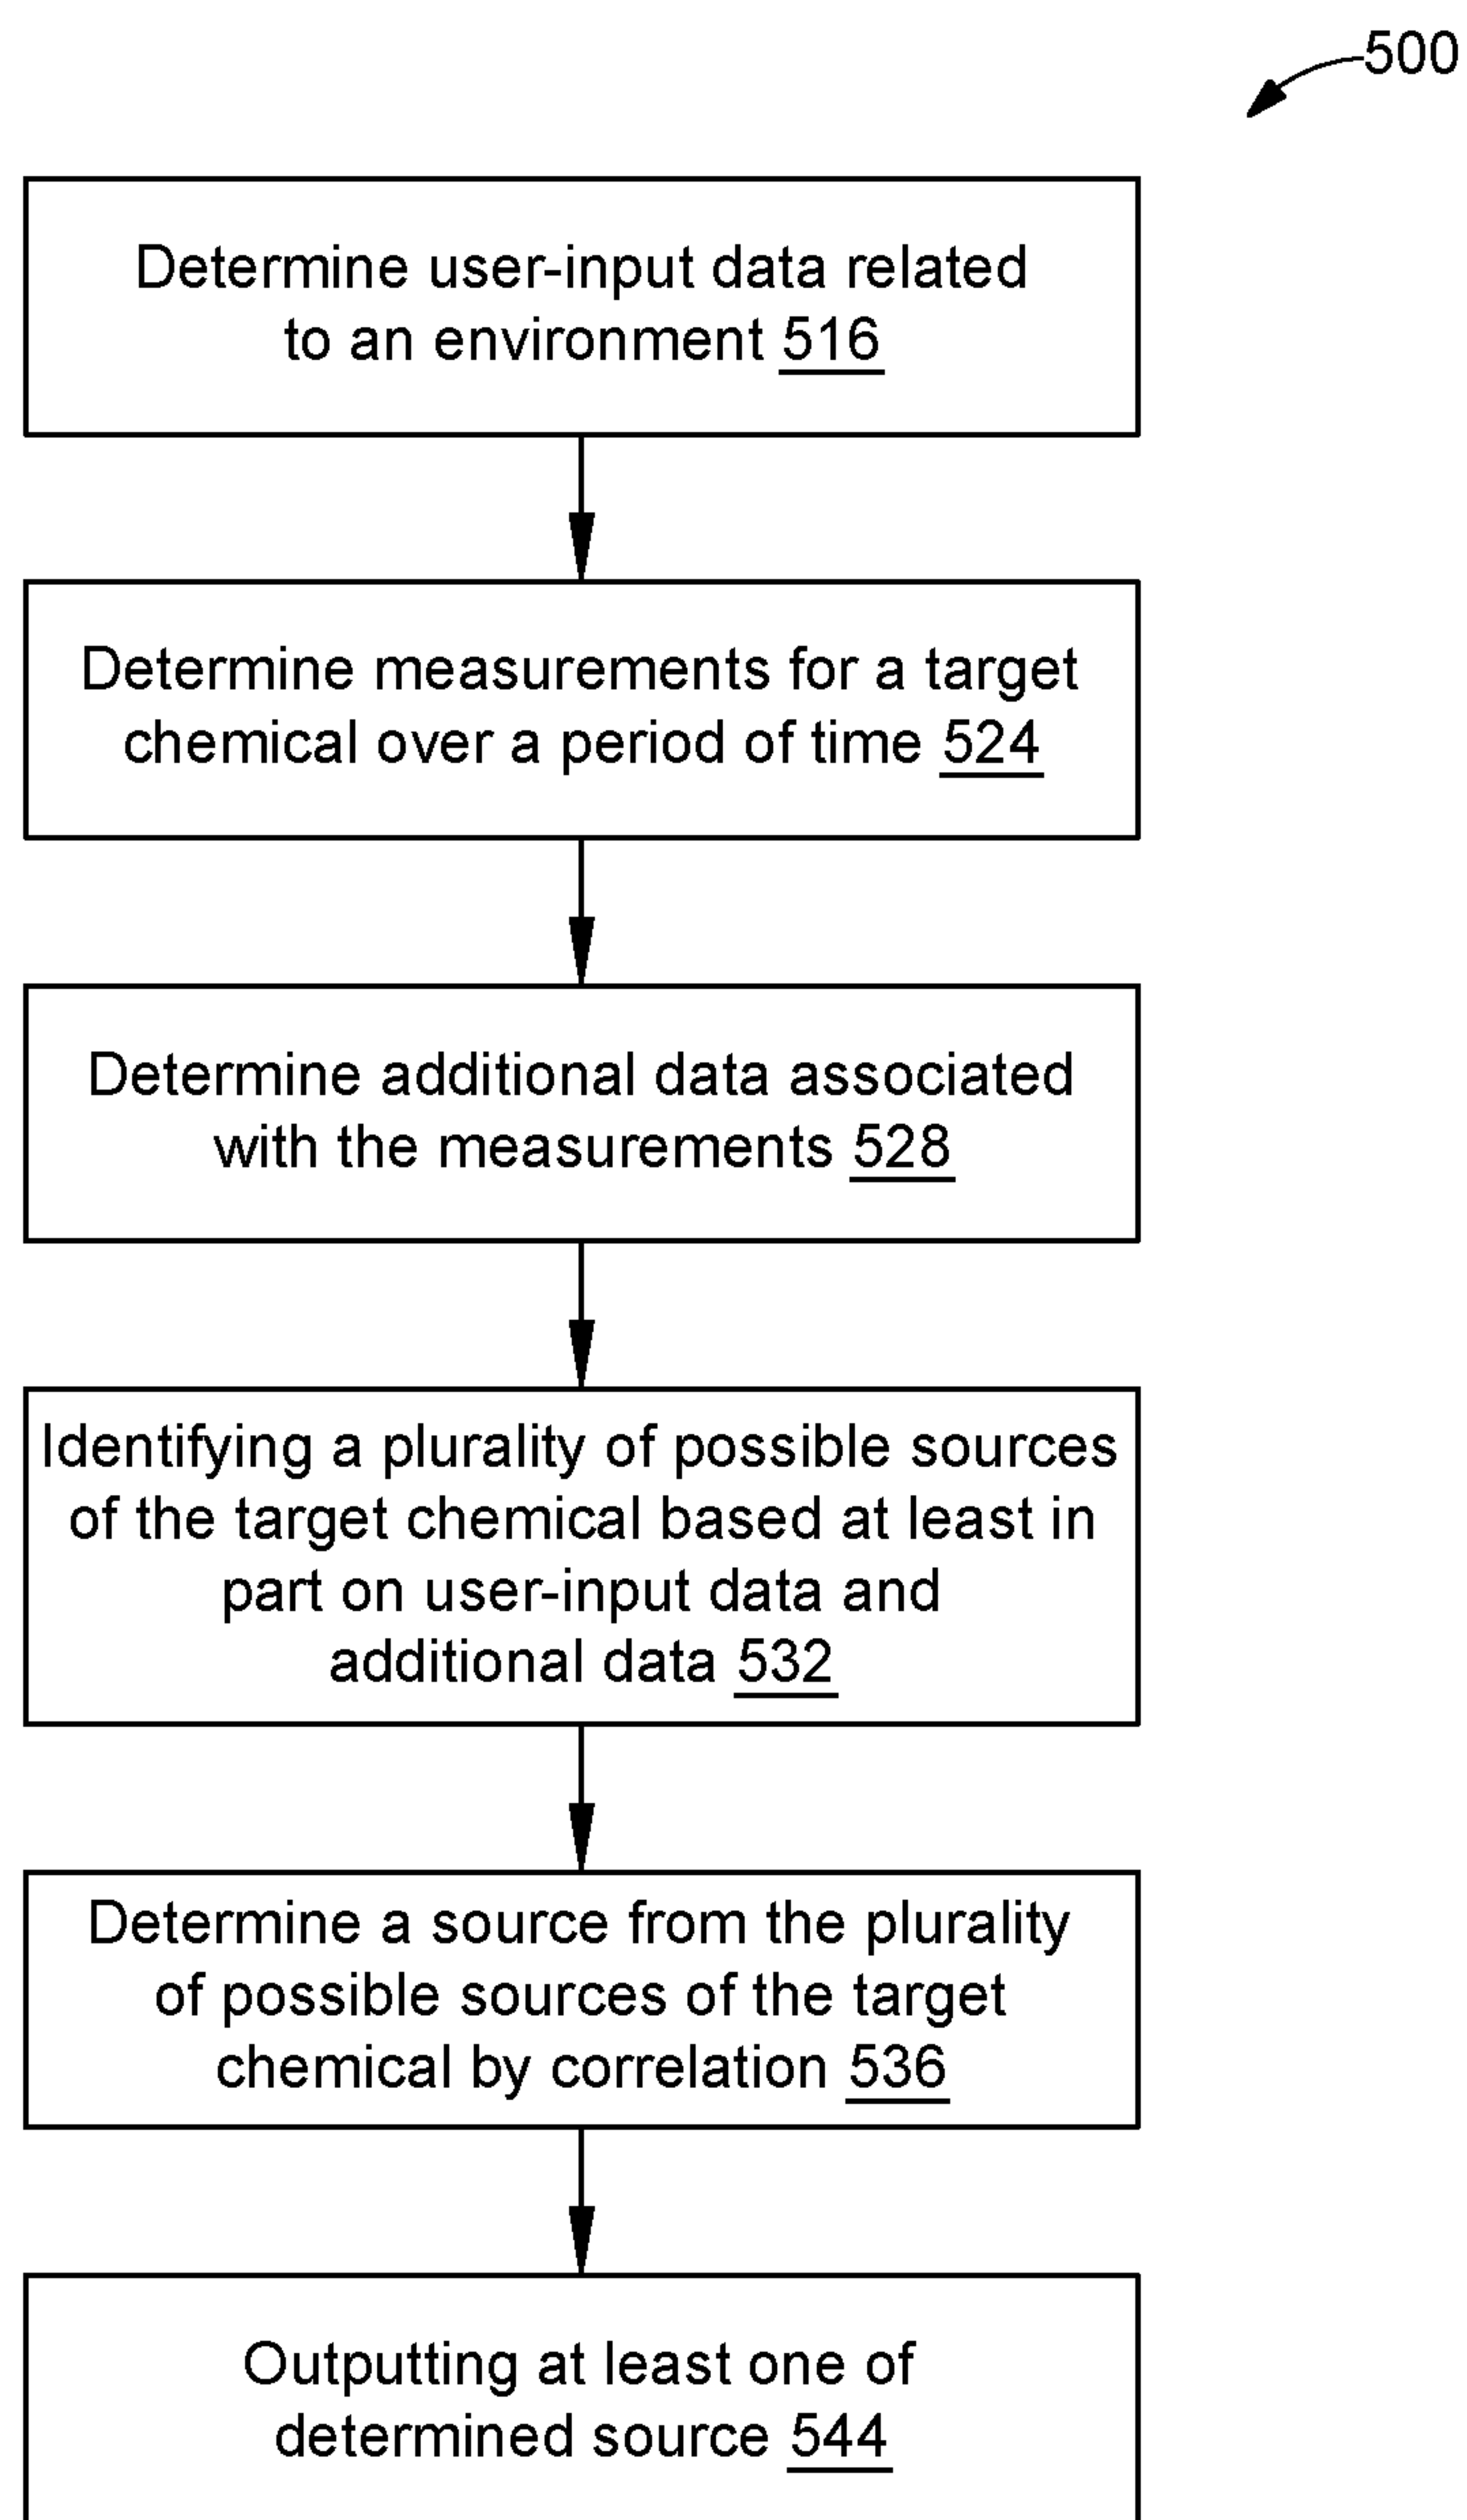 500
Determine user-input data related
to an environment 516
Determine measurements for a target
chemical over a period of time 524
Determine additional data associated
with the measurements 528
Identifying a plurality of possible sources
of the target chemical based at least in
part on user-input data and
additional data 532
Determine a source from the plurality
of possible sources of the target
chemical by correlation 536
Outputting at least one of
determined source 544